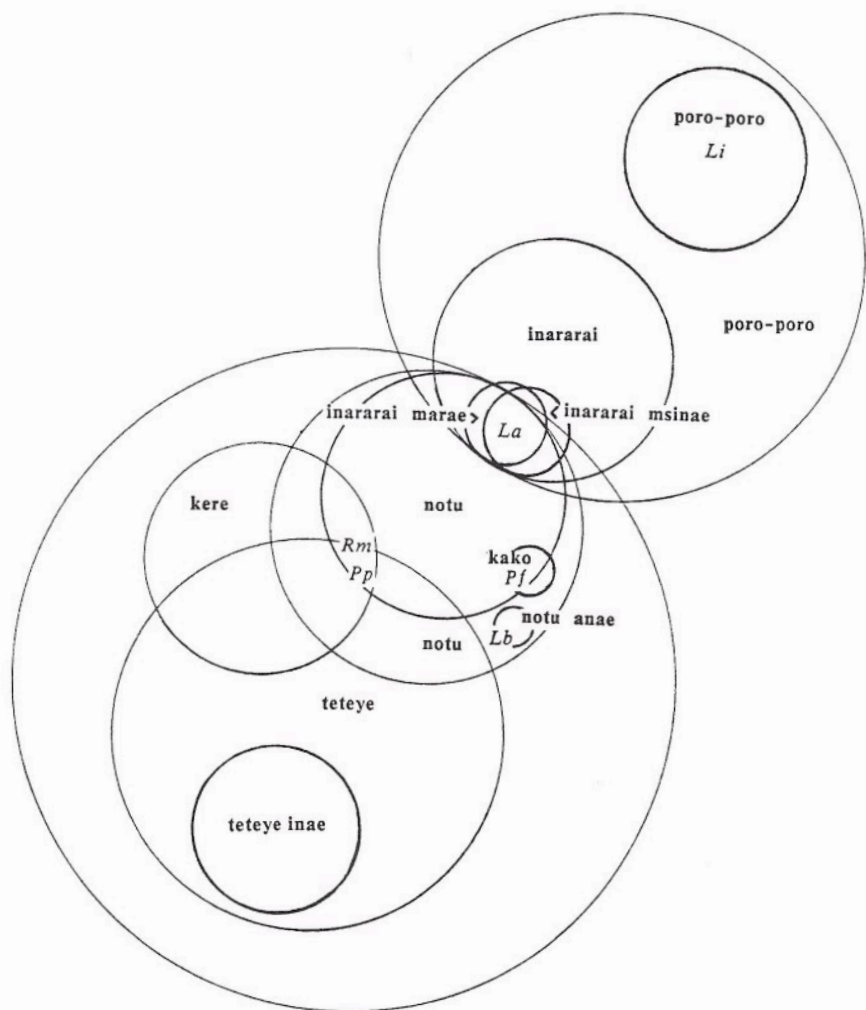 poro-poro
Li
poro-poro
inararai
inararai marae
inararai msinae
La
kere
notu
Rm
kako
Pp
Pf
notu anae
Lb
notu
teteye
teteye inae